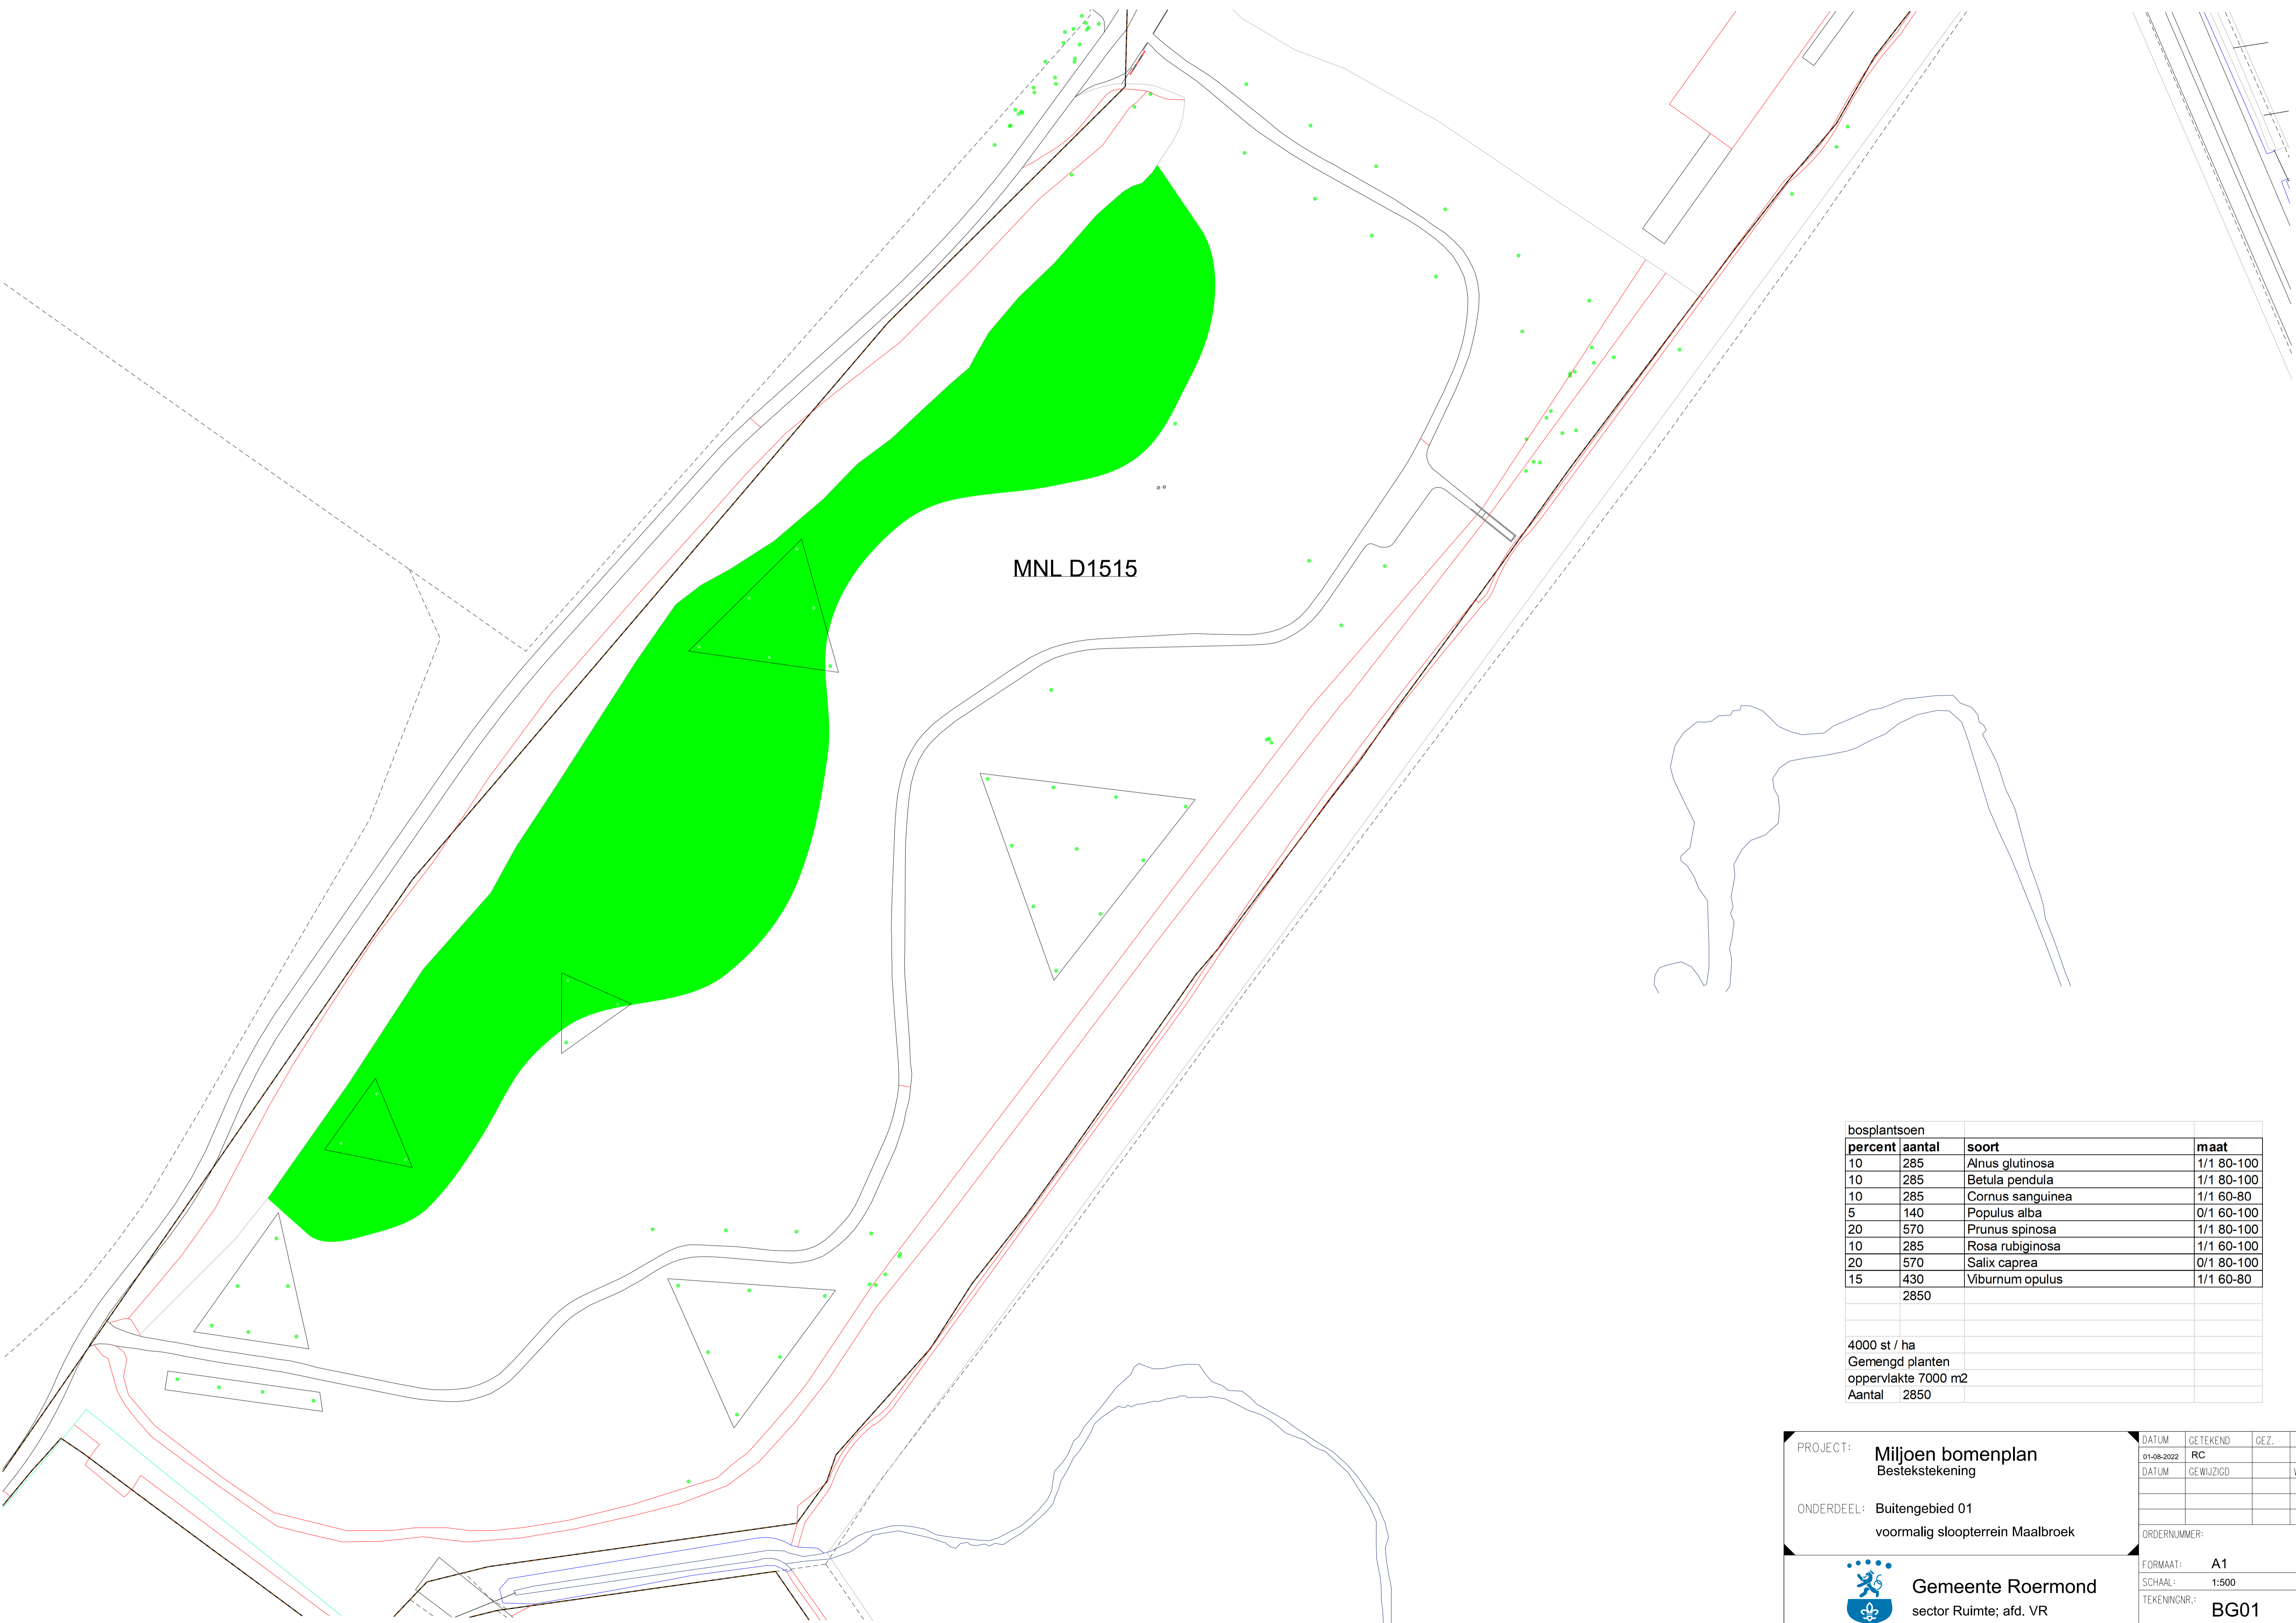 MNL D1515
bosplantsoen
percent aantal soort maat
10 285 Alnus glutinosa 1/1 80-100
10 285 Betula pendula 1/1 80-100
10 285 Cornus sanguinea 1/1 60-80
5 140 Populus alba 0/1 60-100
20 570 Prunus spinosa 1/1 80-100
10 285 Rosa rubiginosa 1/1 60-100
20 570 Salix caprea 0/1 80-100
15 430 Viburnum opulus 1/1 60-80
2850
4000 st / ha
Gemengd planten
oppervlakte 7000 m2
Aantal 2850
PROJECT: Miljoen bomenplan
Bestekstekening
ONDERDEEL: Buitengebied 01
voormalig sloopterrein Maalbroek
Gemeente Roermond
sector Ruimte; afd. VR
DATUM GETEKEND GEZ.
01-08-2022 RC
DATUM GEWIJZIGD
ORDERNUMMER:
FORMAAT: A1
SCHAAL: 1:500
TEKENINGNR.: BG01